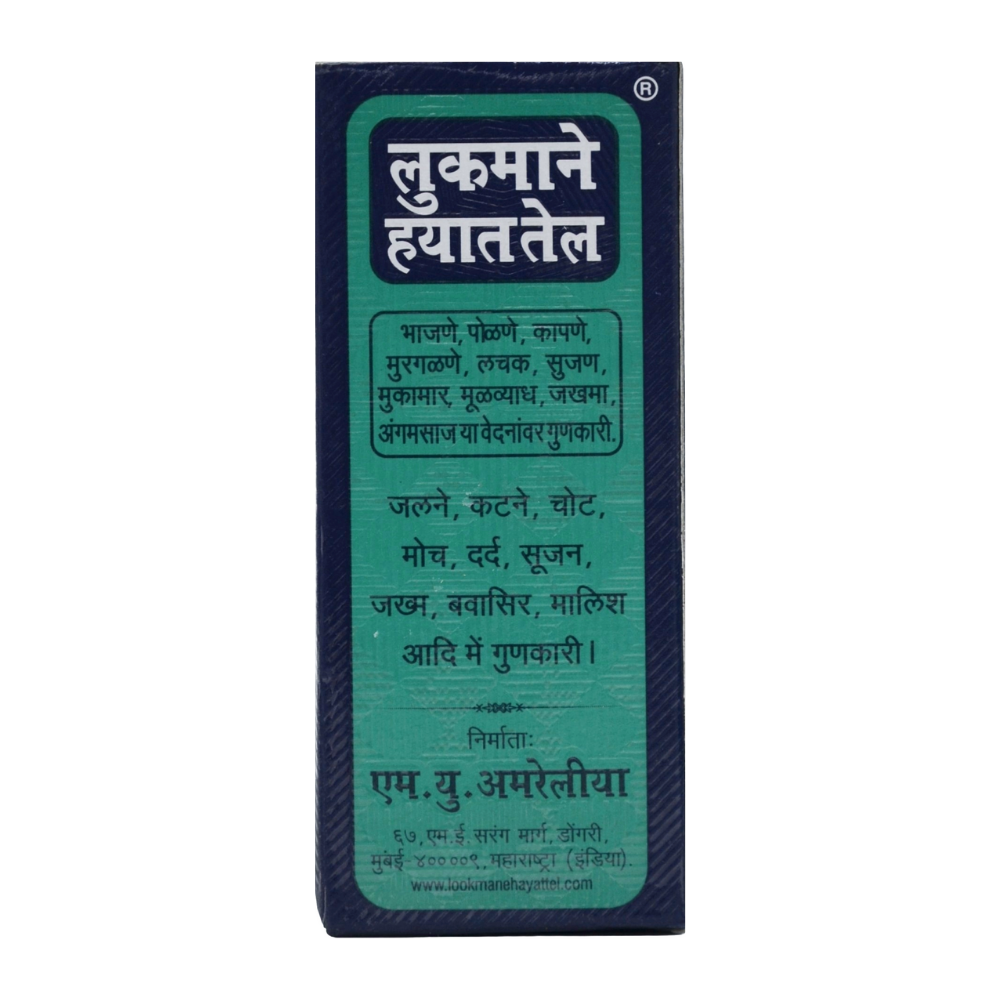 ®
लुकमाने
हयात तेल
भाजणे, पोळणे, कापणे,
मुरगळणे, लचक, सुजण,
मुकामार, मूळव्याध, जखमा,
अंगमसाज या वेदनांवर गुणकारी.
जलने, कटने, चोट,
मोच, दर्द, सूजन,
जख्म, बवासिर, मालिश
आदि में गुणकारी।
निर्माताः
एम.यु.अमरेलीया
६७, एम.ई.सरंग मार्ग, डोंगरी,
मुंबई-४००००९, महाराष्ट्रा (इंडिया).
www.lookmanehayattel.com